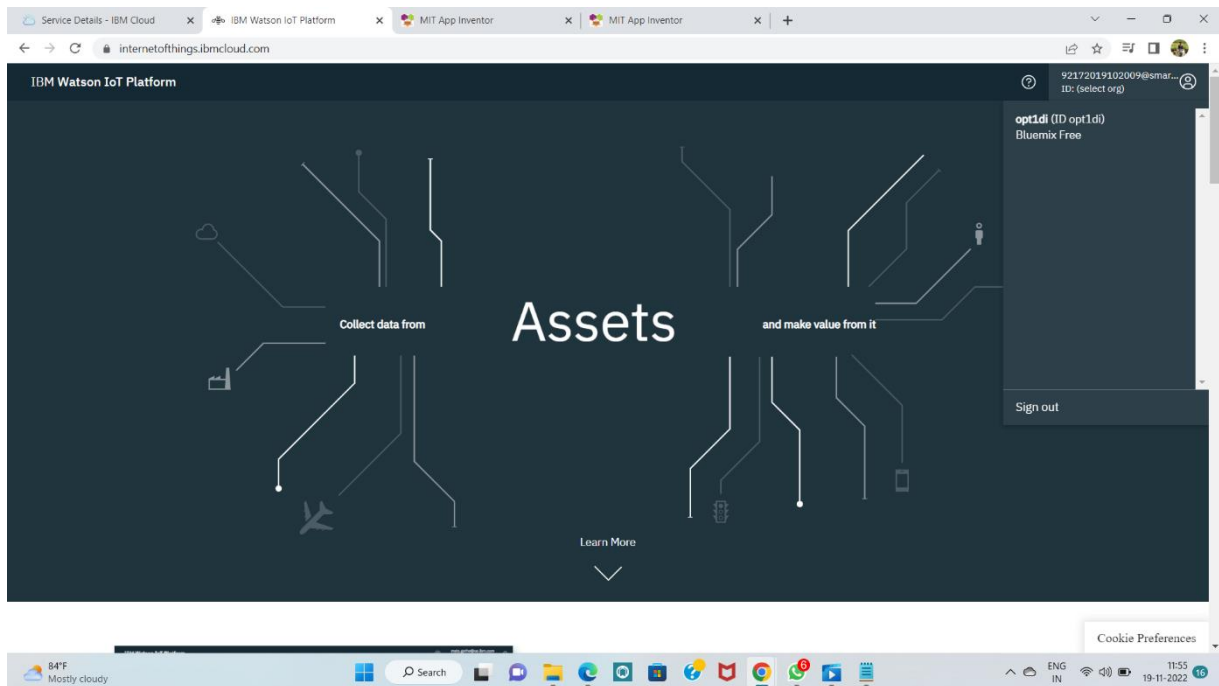 Service Details - IBM Cloud
IBM Watson IoT Platform
MIT App Inventor
MIT App Inventor
internetofthings.ibmcloud.com
IBM Watson IoT Platform
92172019102009@smar...
ID: (select org)
opt1di (ID opt1di)
Bluemix Free
Collect data from
Assets
and make value from it
Sign out
Learn More
Cookie Preferences
84°F
Mostly cloudy
Search
6
ENG
IN
11:55
19-11-2022
16